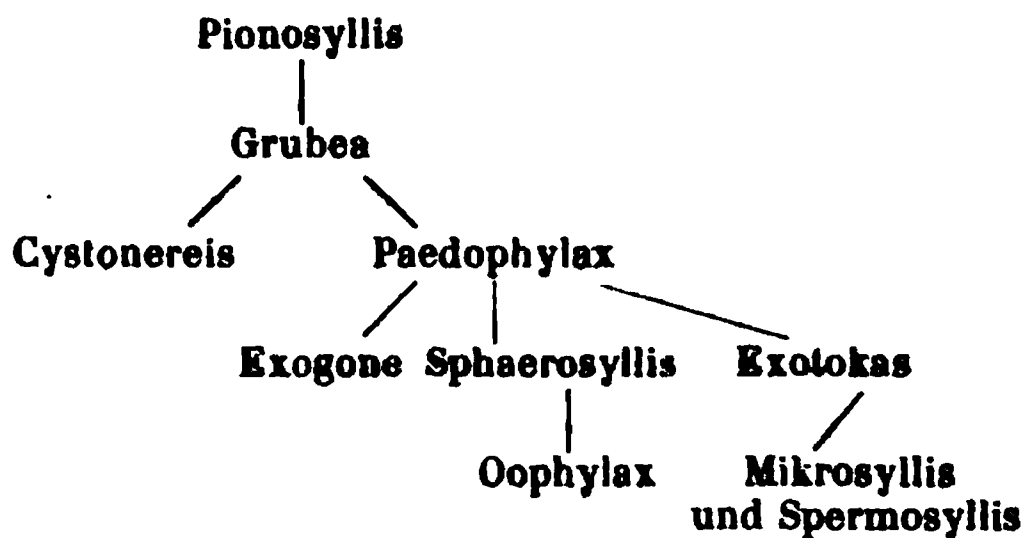 Pionosyllis
Grubea
Cystonereis Paedophylax
Exogone Sphaerosyllis Exotokas
Oophylax Mikrosyllis
und Spermosyllis